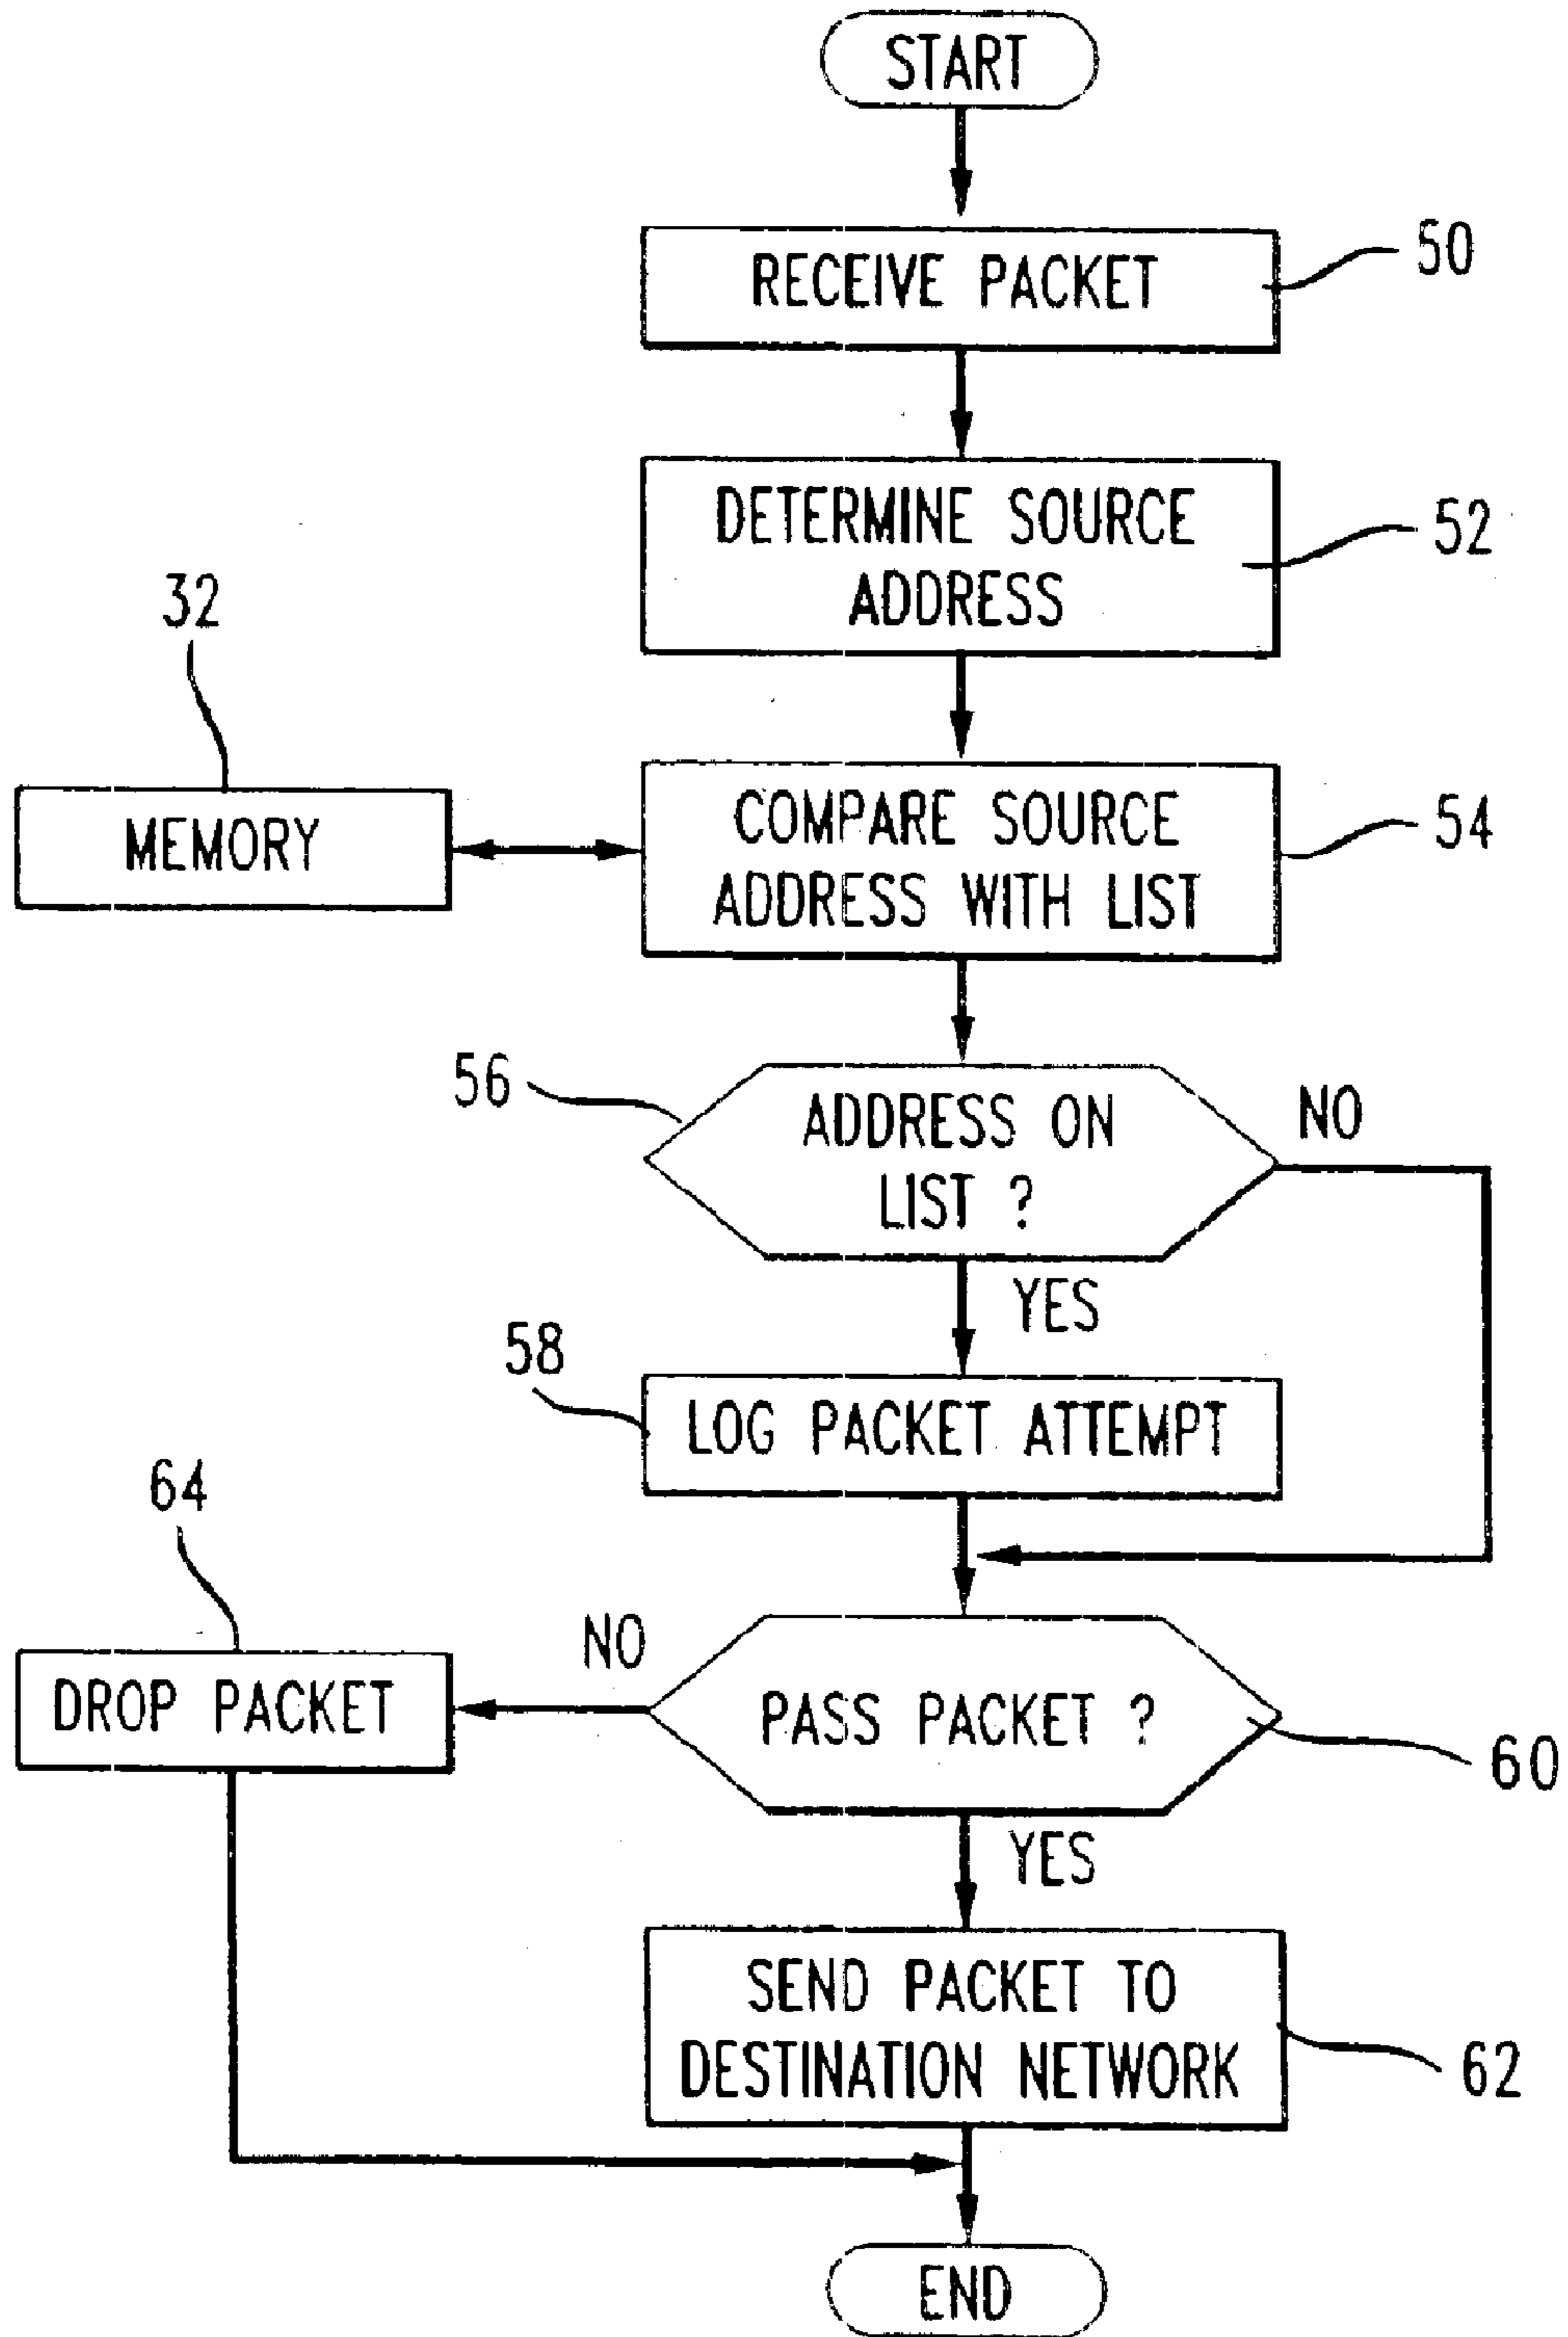 START
RECEIVE PACKET
50
DETERMINE SOURCE
ADDRESS
52
32
MEMORY
COMPARE SOURCE
ADDRESS WITH LIST
54
56
ADDRESS ON
LIST ?
NO
YES
58
LOG PACKET ATTEMPT
64
DROP PACKET
NO
PASS PACKET ?
60
YES
SEND PACKET TO
DESTINATION NETWORK
62
END